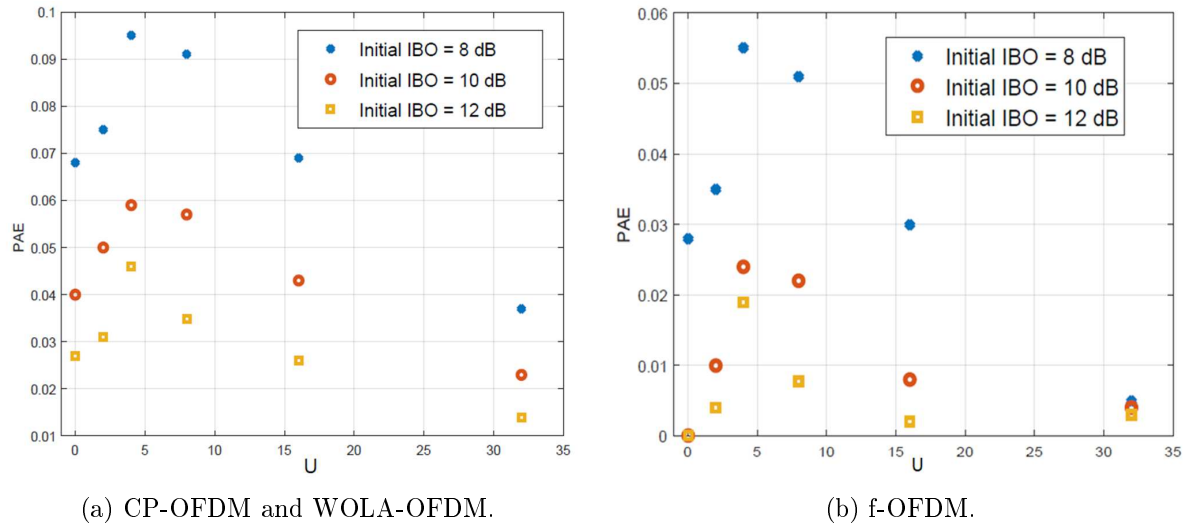 0.1
0.09
0.08
0.07
0.06
0.05
0.04
0.03
0.02
0.01
PAE
0 5 10 15 20 25 30 35
U
Initial IBO = 8 dB
Initial IBO = 10 dB
Initial IBO = 12 dB
(a) CP-OFDM and WOLA-OFDM.
0.06
0.05
0.04
0.03
0.02
0.01
0
PAE
0 5 10 15 20 25 30 35
U
Initial IBO = 8 dB
Initial IBO = 10 dB
Initial IBO = 12 dB
(b) f-OFDM.